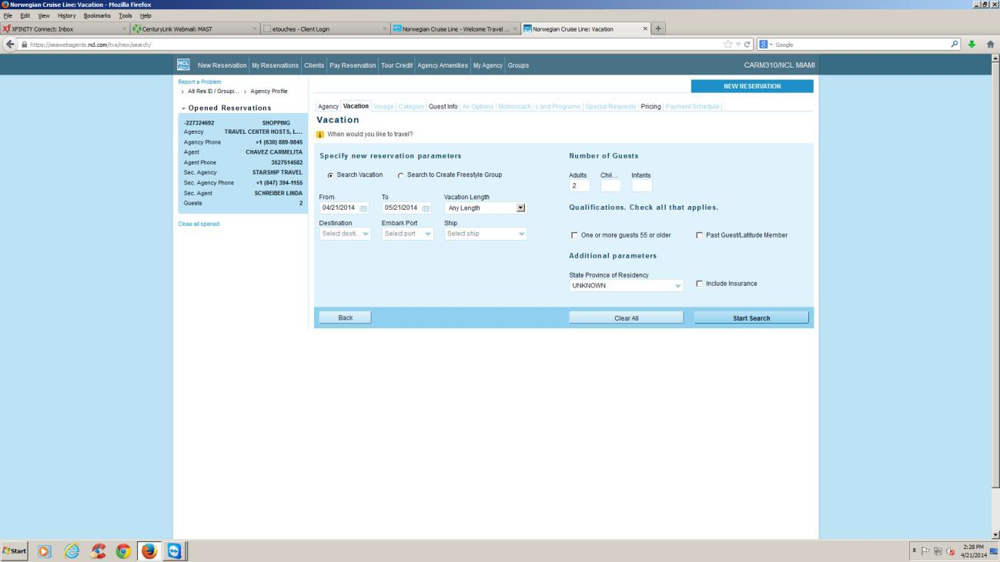 Norwegian Cruise Line: Vacation - Mozilla Firefox
File Edit View History Bookmarks Tools Help
XFINITY Connect: Inbox × CenturyLink Webmail: MAST × etouches - Client Login × Norwegian Cruise Line - Welcome Travel ... × Norwegian Cruise Line: Vacation × +
https://seawebagents.ncl.com/tva/new/search/ Google
NCL New Reservation My Reservations Clients Pay Reservation Tour Credit Agency Amenities My Agency Groups CARM310/NCL MIAMI
Report a Problem
> Alt Res ID / Groupi... > Agency Profile
NEW RESERVATION
Opened Reservations
-227324692 SHOPPING
Agency TRAVEL CENTER HOSTS, L...
Agency Phone +1 (630) 889-9845
Agent CHAVEZ CARMELITA
Agent Phone 3527514582
Sec. Agency STARSHIP TRAVEL
Sec. Agency Phone +1 (847) 394-1155
Sec. Agent SCHREIBER LINDA
Guests 2
Close all opened
Agency Vacation Voyage Category Guest Info Air Options Motorcoach Land Programs Special Requests Pricing Payment Schedule
Vacation
When would you like to travel?
Specify new reservation parameters
Search Vacation Search to Create Freestyle Group
From To Vacation Length
04/21/2014 05/21/2014 Any Length
Destination Embark Port Ship
Select desti... Select port Select ship
Number of Guests
Adults Chil... Infants
2
Qualifications. Check all that applies.
One or more guests 55 or older Past Guest/Latitude Member
Additional parameters
State Province of Residency
UNKNOWN Include Insurance
Back Clear All Start Search
Start
2:28 PM
4/21/2014